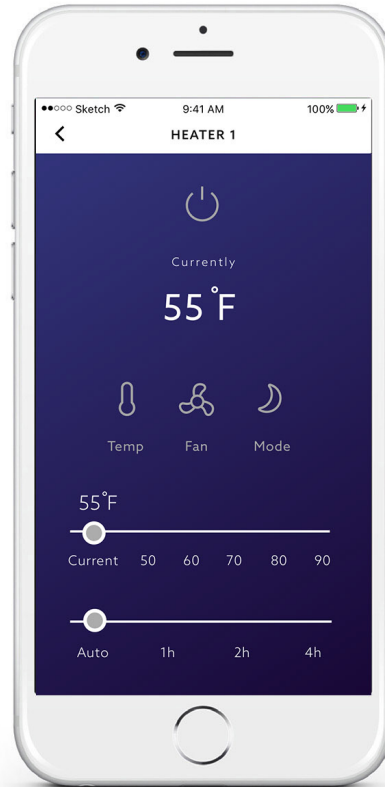 ●●○○○ Sketch 9:41 AM 100%
HEATER 1
Currently
55°F
Temp Fan Mode
55°F
Current 50 60 70 80 90
Auto 1h 2h 4h